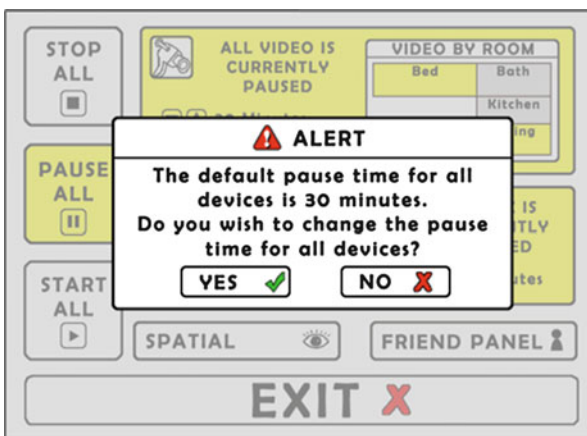 STOP
ALL
ALL VIDEO IS
CURRENTLY
PAUSED
VIDEO BY ROOM
Bed Bath
Kitchen
ALERT
The default pause time for all
devices is 30 minutes.
Do you wish to change the pause
time for all devices?
YES NO
PAUSE
ALL
IS
START
ALL
SPATIAL
FRIEND PANEL
EXIT